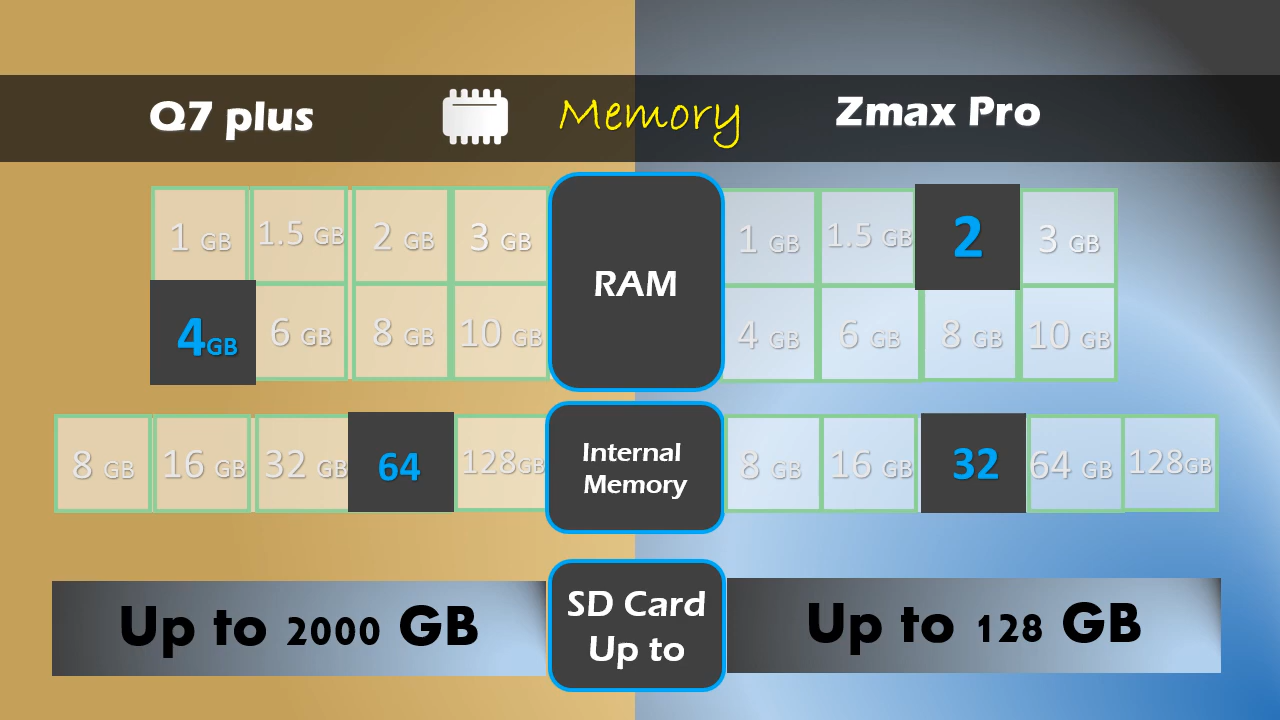 Q7 plus
Memory
Zmax Pro
1 GB 1.5 GB 2 GB 3 GB
4GB 6 GB 8 GB 10 GB
RAM
1 GB 1.5 GB 2 3 GB
4 GB 6 GB 8 GB 10 GB
8 GB 16 GB 32 GB 64 128GB
Internal
Memory
8 GB 16 GB 32 64 GB 128GB
Up to 2000 GB
SD Card
Up to
Up to 128 GB